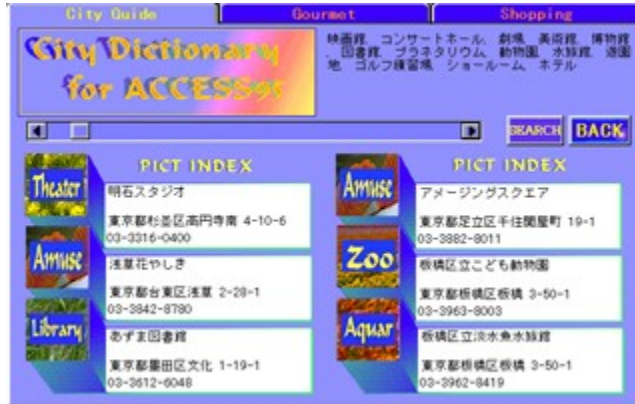 City Guide
Gourmet
Shopping
City Dictionary
for ACCESS95
映画館、コンサートホール、劇場、美術館、博物館
、図書館、プラネタリウム、動物園、水族館、遊園
地、ゴルフ練習場、ショールーム、ホテル
SEARCH
BACK
PICT INDEX
Theater
明石スタジオ
東京都杉並区高円寺南 4-10-6
03-3316-0400
Amuse
浅草花やしき
東京都台東区浅草 2-28-1
03-3842-8780
Library
あずま図書館
東京都墨田区文化 1-19-1
03-3612-6048
PICT INDEX
Amuse
アメージングスクエア
東京都足立区千住関屋町 19-1
03-3882-8011
Zoo
板橋区立こども動物園
東京都板橋区板橋 3-50-1
03-3963-8003
Aquar
板橋区立淡水魚水族館
東京都板橋区板橋 3-50-1
03-3962-8419